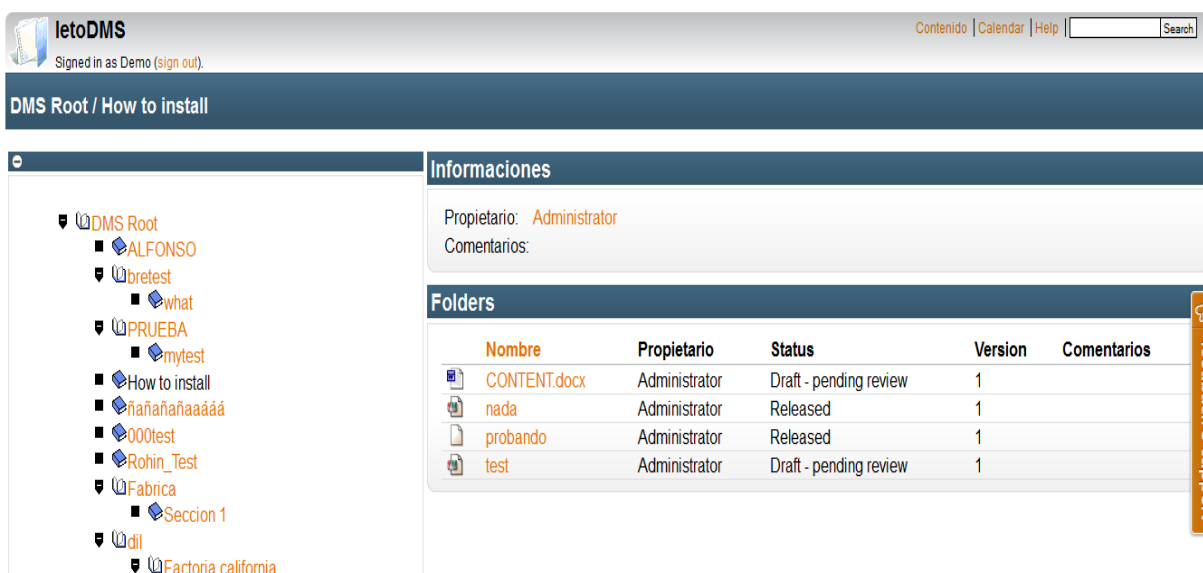 letoDMS
Contenido | Calendar | Help | Search
Signed in as Demo (sign out).
DMS Root / How to install
DMS Root
ALFONSO
bretest
what
PRUEBA
mytest
How to install
ñañañañaaááá
000test
Rohin_Test
Fabrica
Seccion 1
dil
Factoria california
Informaciones
Propietario: Administrator
Comentarios:
Folders
Nombre Propietario Status Version Comentarios
CONTENT.docx Administrator Draft - pending review 1
nada Administrator Released 1
probando Administrator Released 1
test Administrator Draft - pending review 1